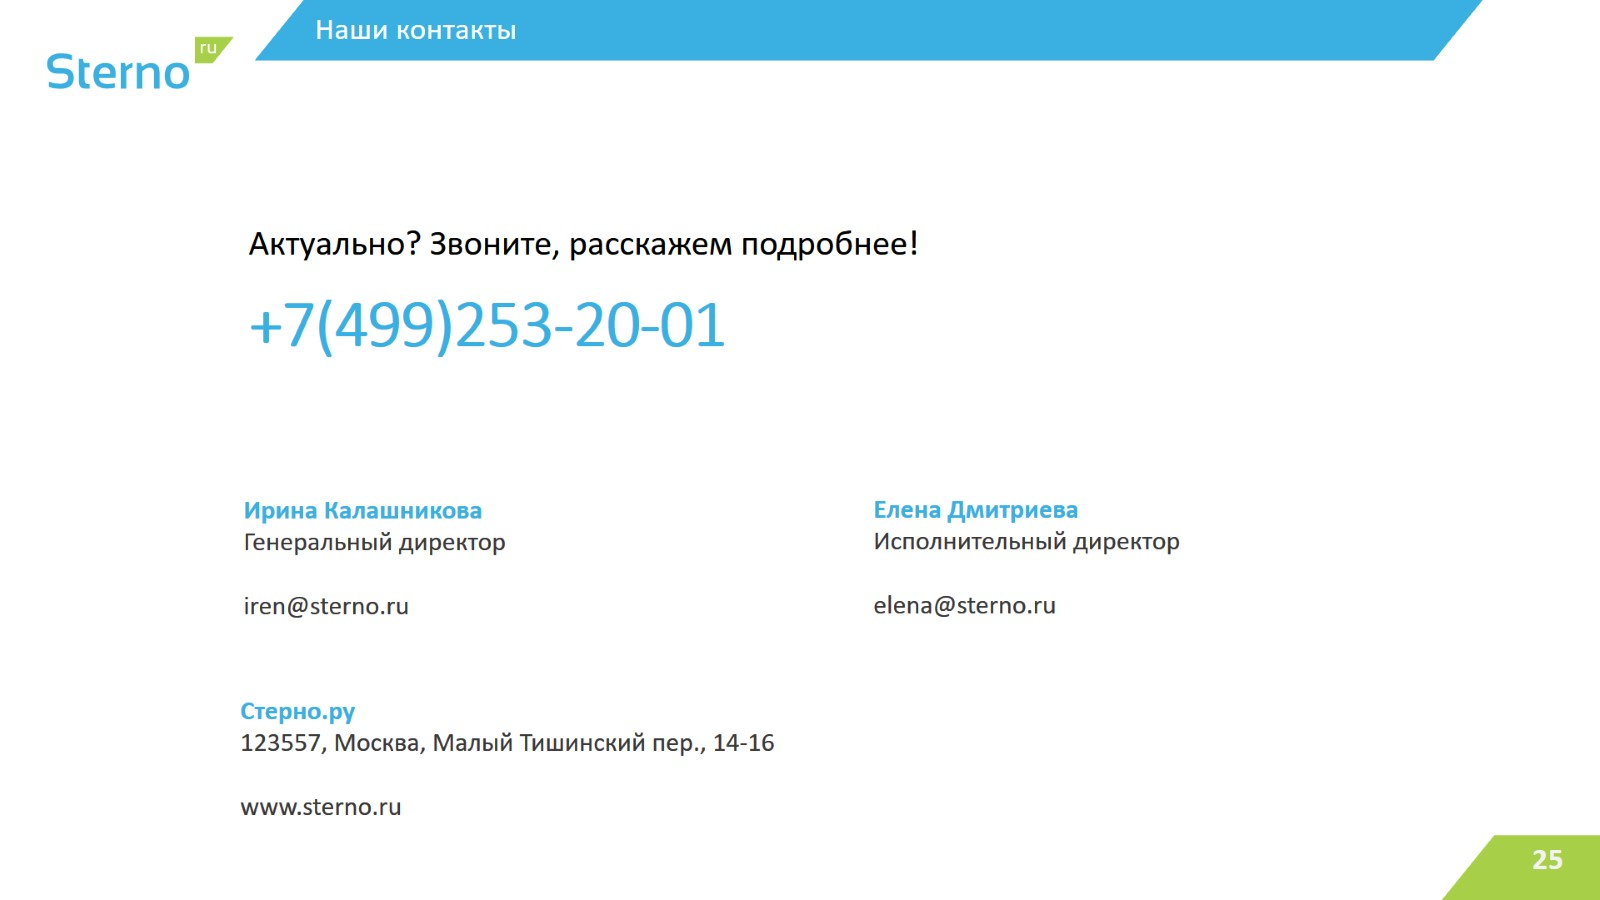 Sterno ru
Наши контакты
Актуально? Звоните, расскажем подробнее!
+7(499)253-20-01
Ирина Калашникова
Генеральный директор
iren@sterno.ru
Елена Дмитриева
Исполнительный директор
elena@sterno.ru
Стерно.ру
123557, Москва, Малый Тишинский пер., 14-16
www.sterno.ru
25